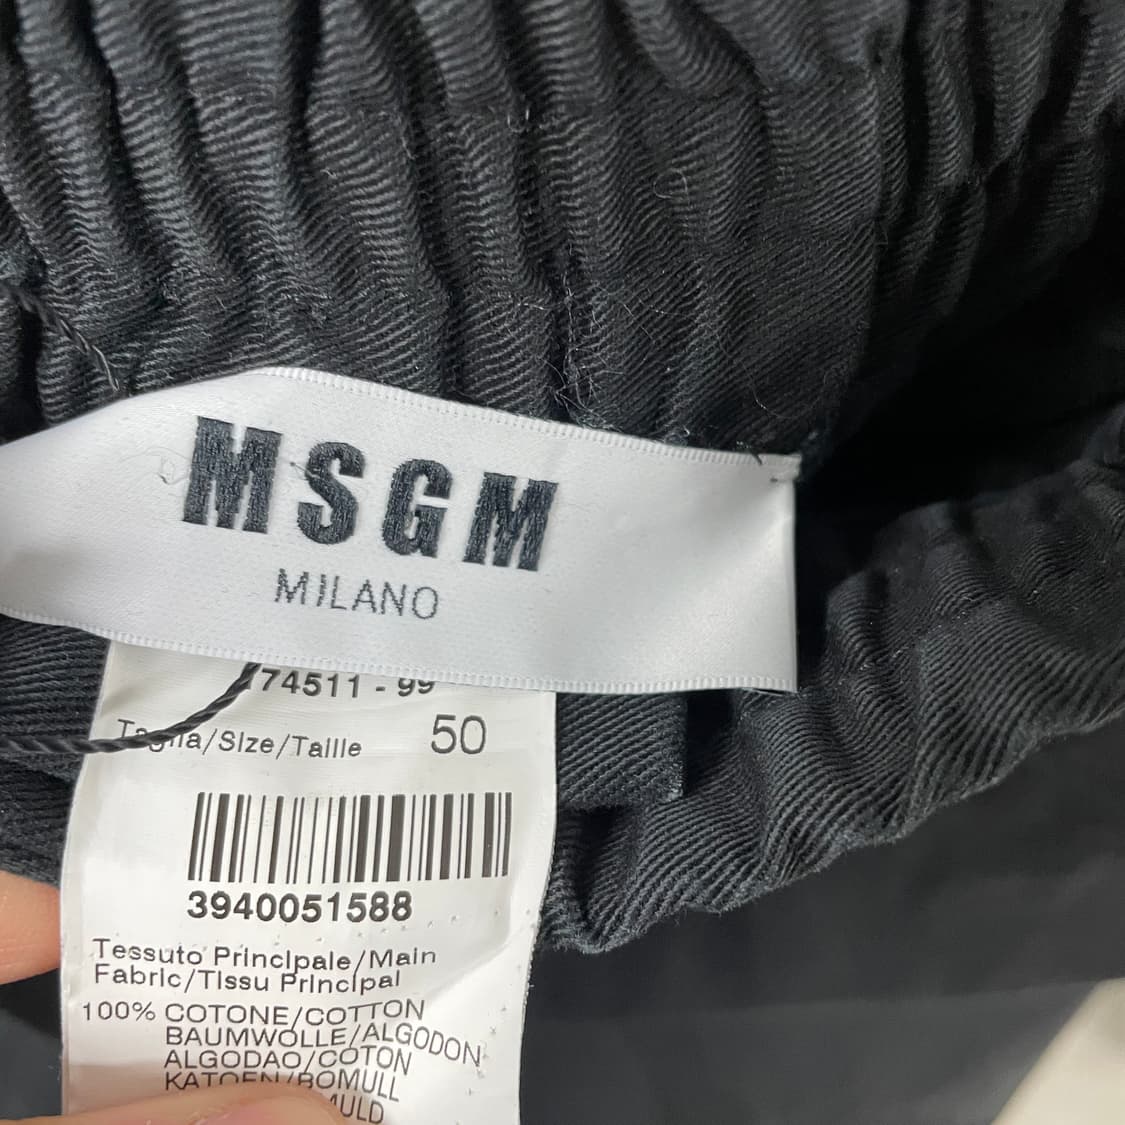 MSGM
MILANO
74511 - 99
Taglia/Size/Taille 50
3940051588
Tessuto Principale/Main
Fabric/Tissu Principal
100% COTONE/COTTON
BAUMWOLLE/ALGODON
ALGODAO/COTON
KATOEN/BOMULL